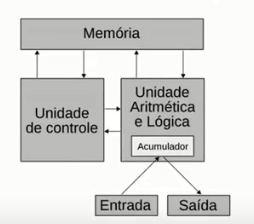 Memória
Unidade
de controle
Unidade
Aritmética
e Lógica
Acumulador
Entrada
Saída